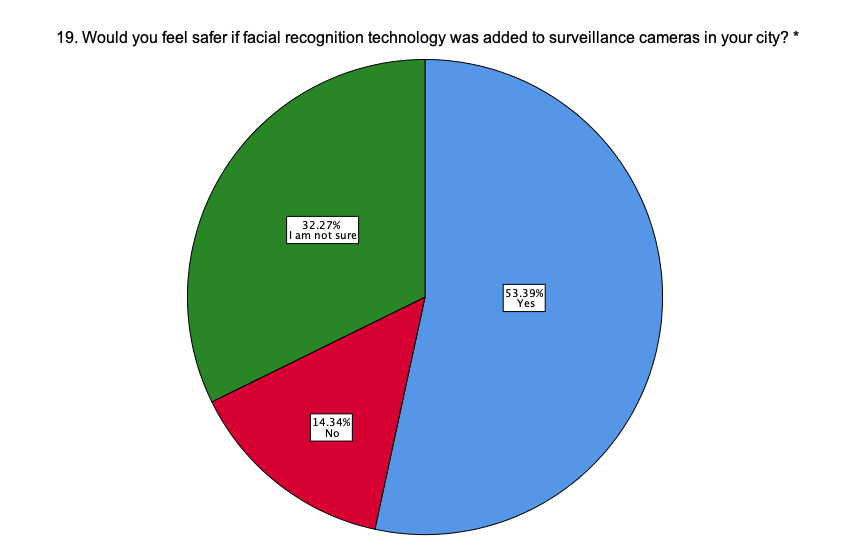 19. Would you feel safer if facial recognition technology was added to surveillance cameras in your city? *
32.27%
I am not sure
53.39%
Yes
14.34%
No